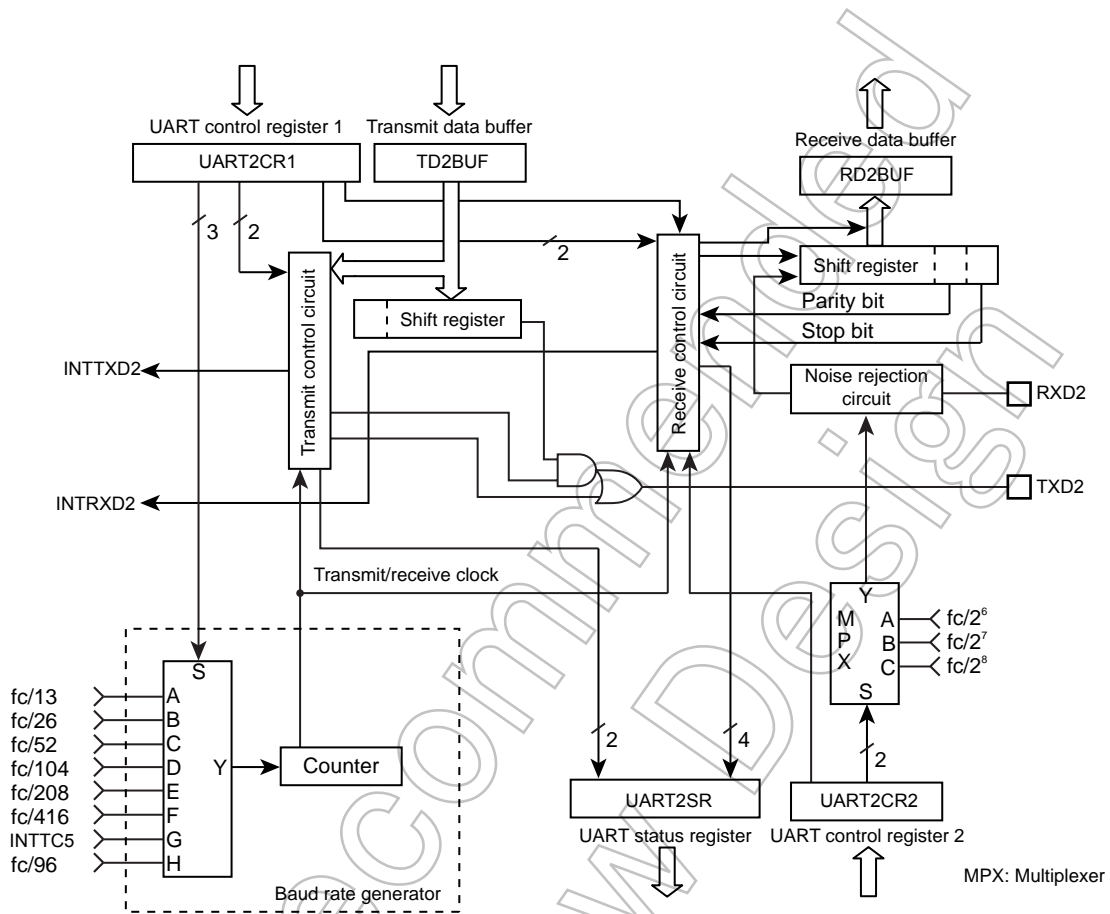 UART control register 1
Transmit data buffer
Receive data buffer
UART2CR1
TD2BUF
RD2BUF
3
2
2
Transmit control circuit
Shift register
Receive control circuit
Shift register
Parity bit
Stop bit
INTTXD2
Noise rejection
circuit
RXD2
INTRXD2
TXD2
Transmit/receive clock
Y
M
P
X
A
B
C
S
fc/2⁶
fc/2⁷
fc/2⁸
S
fc/13
A
fc/26
B
fc/52
C
fc/104
D
Y
Counter
fc/208
E
fc/416
F
INTTC5
G
fc/96
H
Baud rate generator
2
4
2
UART2SR
UART2CR2
UART status register
UART control register 2
MPX: Multiplexer
ecommended
w Design